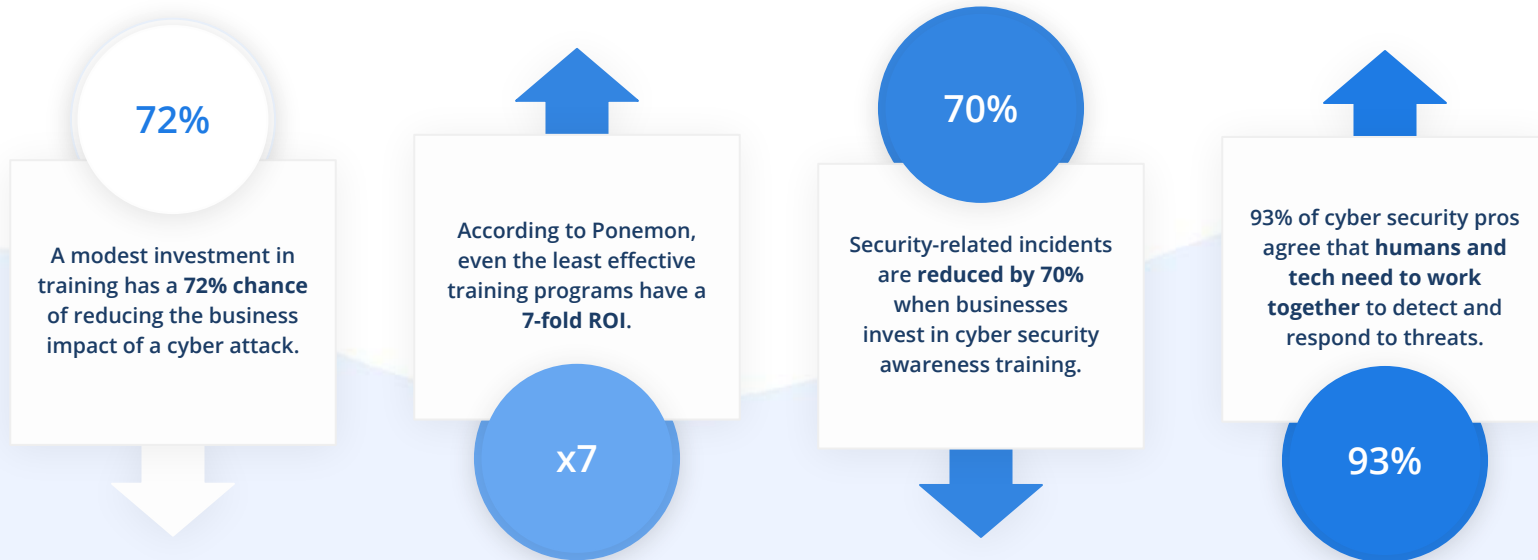 72%
A modest investment in
training has a 72% chance
of reducing the business
impact of a cyber attack.
According to Ponemon,
even the least effective
training programs have a
7-fold ROI.
x7
70%
Security-related incidents
are reduced by 70%
when businesses
invest in cyber security
awareness training.
93% of cyber security pros
agree that humans and
tech need to work
together to detect and
respond to threats.
93%